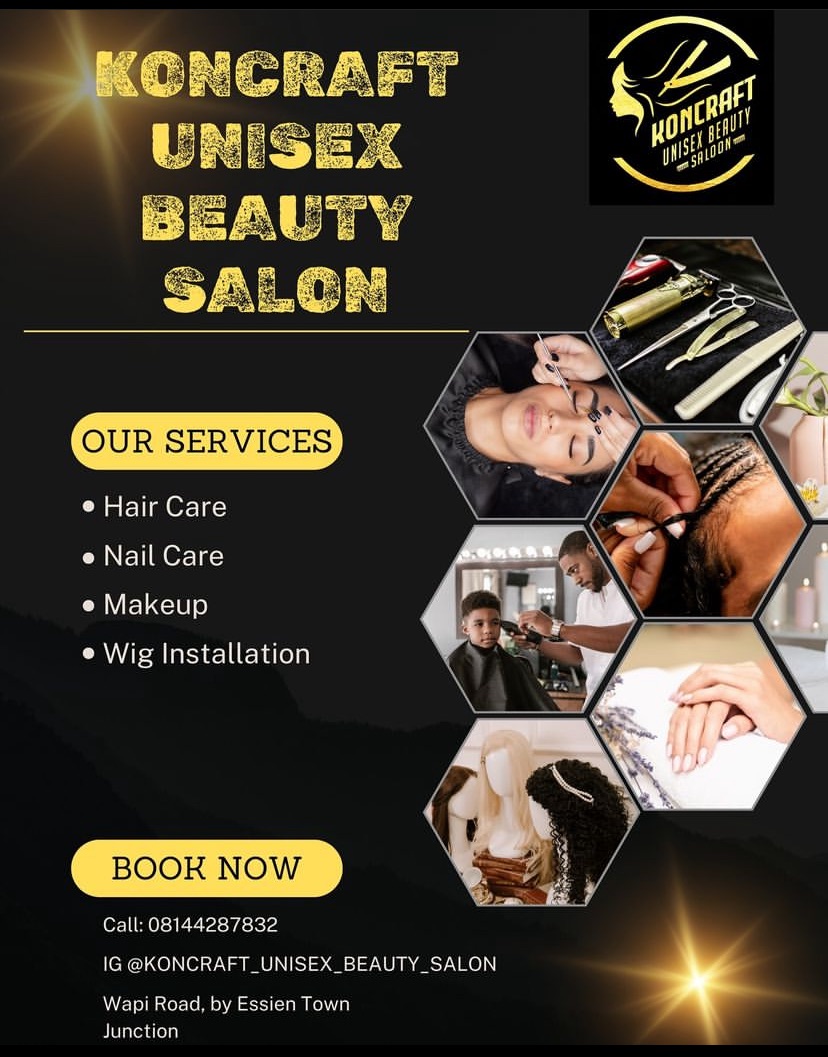 KONCRAFT
UNISEX
BEAUTY
SALON
KONCRAFT
UNISEX BEAUTY
SALOON
OUR SERVICES
• Hair Care
• Nail Care
• Makeup
• Wig Installation
BOOK NOW
Call: 08144287832
IG @KONCRAFT_UNISEX_BEAUTY_SALON
Wapi Road, by Essien Town
Junction